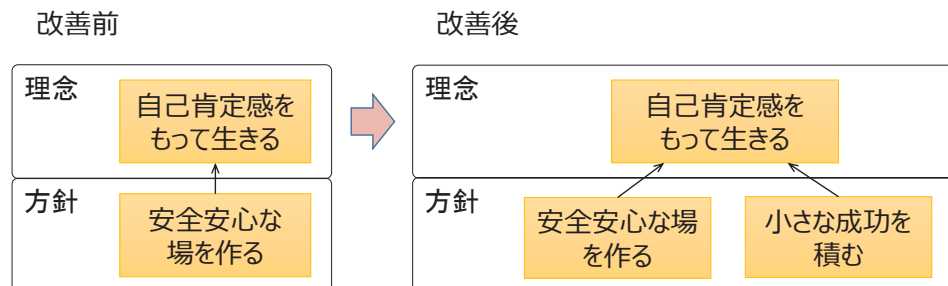 改善前
改善後
理念
自己肯定感を
もって生きる
理念
自己肯定感を
もって生きる
方針
安全安心な
場を作る
方針
安全安心な場
を作る
小さな成功を
積む